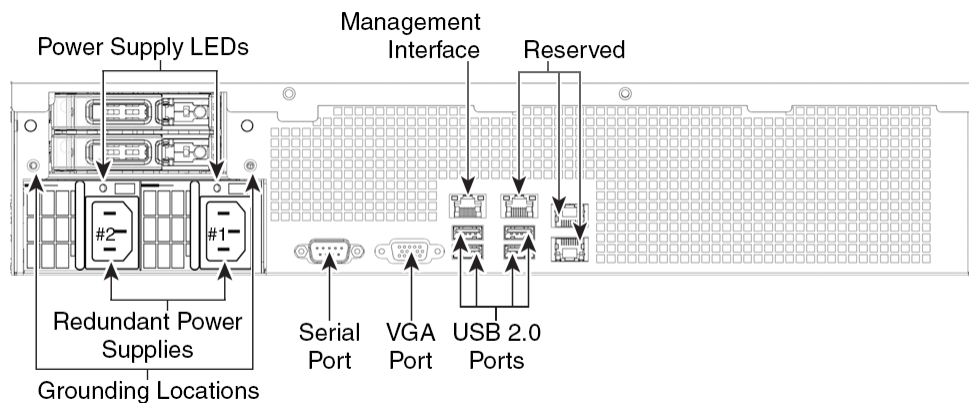 Management
Interface
Power Supply LEDs
Reserved
#2
#1
Redundant Power
Supplies
Serial
Port
VGA
Port
USB 2.0
Ports
Grounding Locations